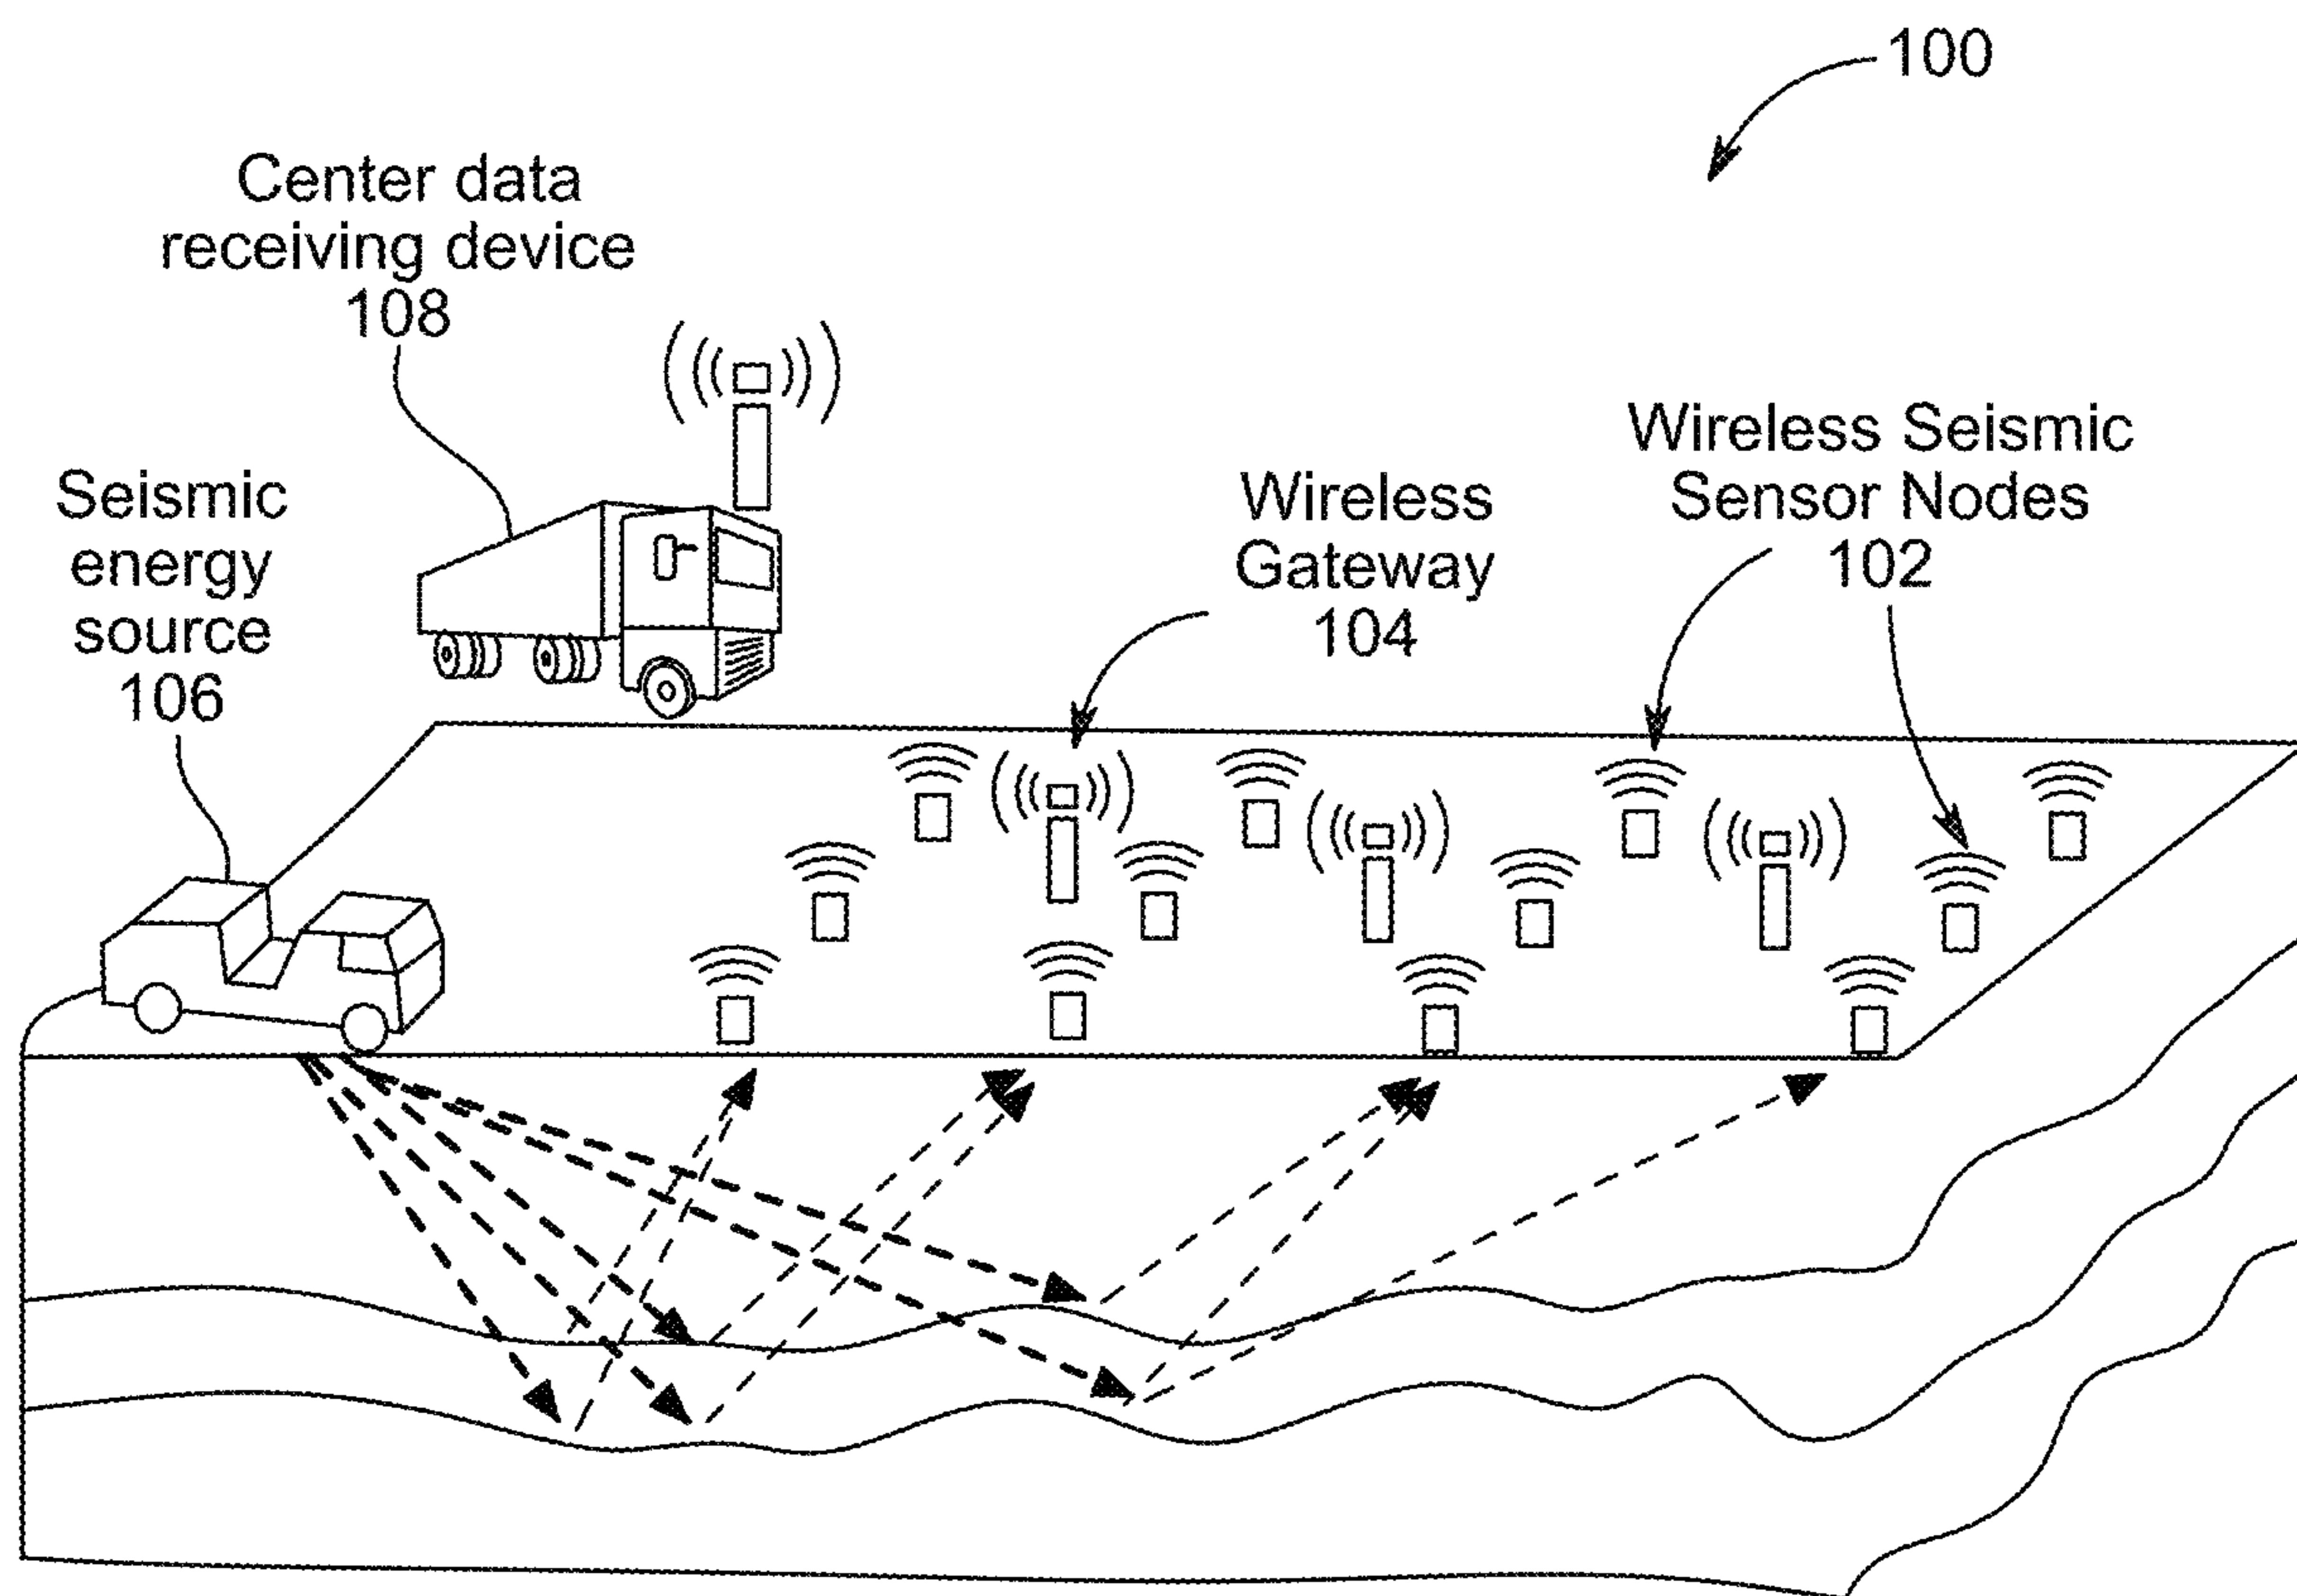 100
Center data
receiving device
108
Seismic
energy
source
106
Wireless
Gateway
104
Wireless Seismic
Sensor Nodes
102